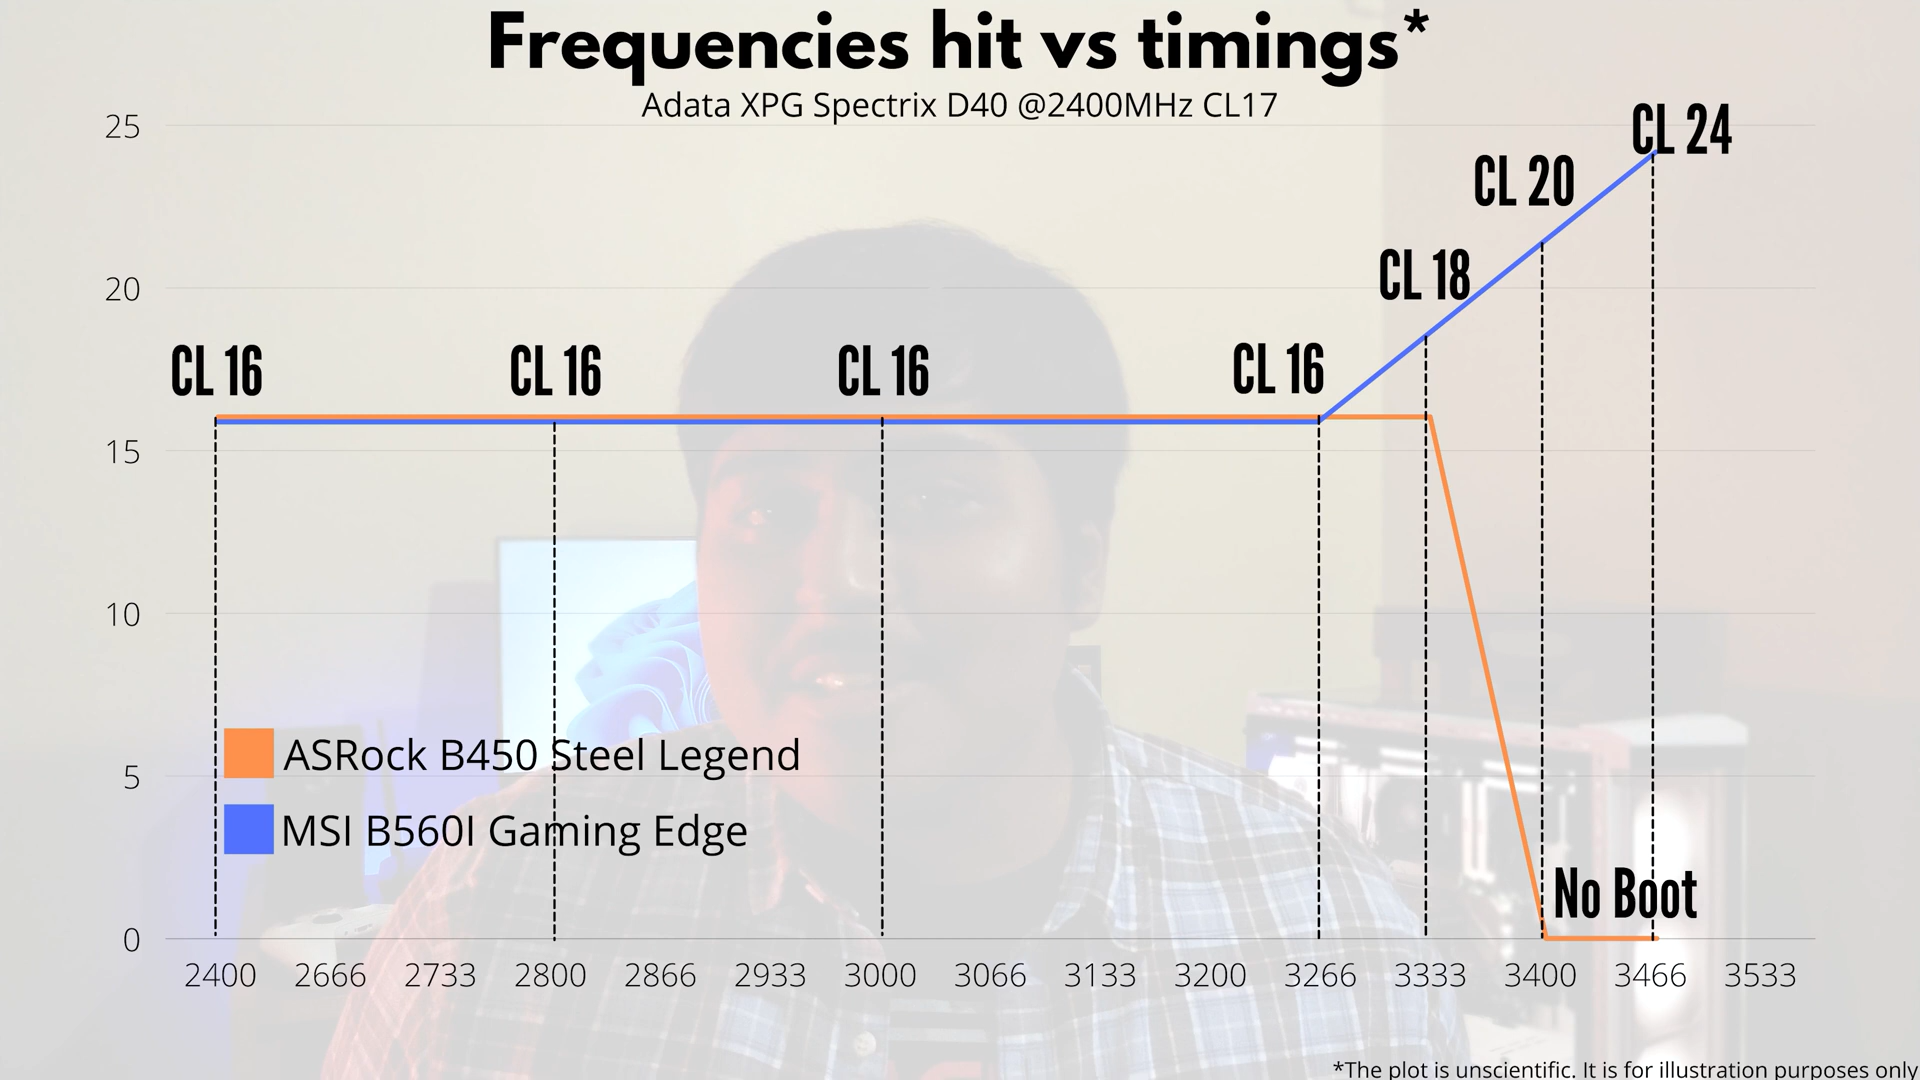 Frequencies hit vs timings*
Adata XPG Spectrix D40 @2400MHz CL17
25
20
15
10
5
0
CL 16
CL 16
CL 16
CL 16
CL 18
CL 20
CL 24
ASRock B450 Steel Legend
MSI B560I Gaming Edge
No Boot
2400 2666 2733 2800 2866 2933 3000 3066 3133 3200 3266 3333 3400 3466 3533
*The plot is unscientific. It is for illustration purposes only